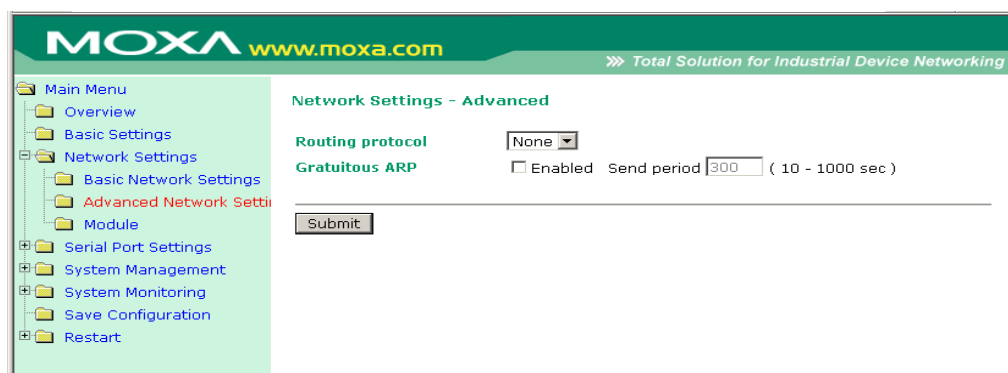 MOXA www.moxa.com
Total Solution for Industrial Device Networking
Main Menu
Overview
Basic Settings
Network Settings
Basic Network Settings
Advanced Network Setti
Module
Serial Port Settings
System Management
System Monitoring
Save Configuration
Restart
Network Settings - Advanced
Routing protocol None
Gratuitous ARP Enabled Send period 300 ( 10 - 1000 sec )
Submit